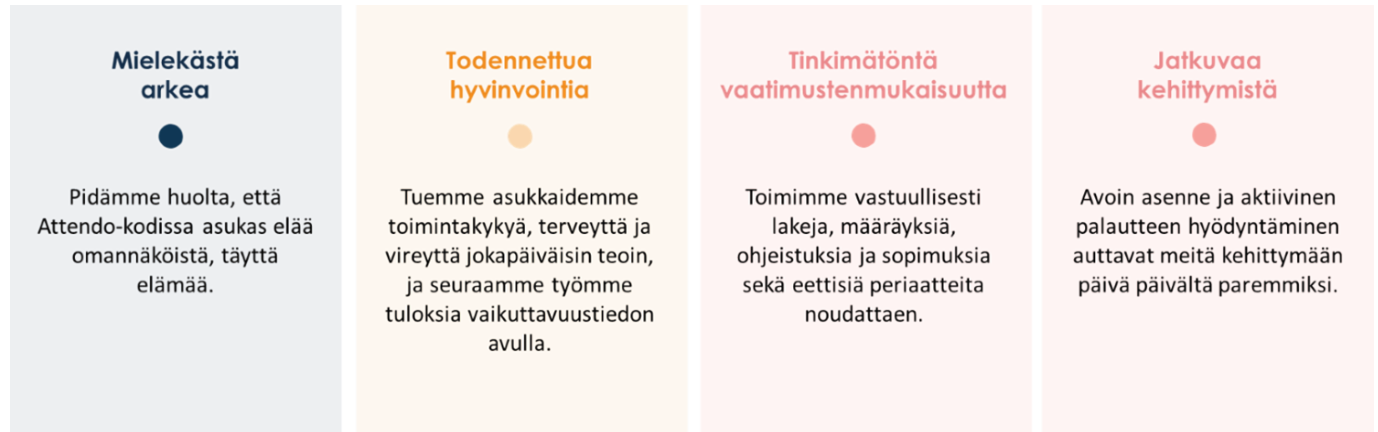 Mielekästä
arkea
Pidämme huolta, että
Attendo-kodissa asukas elää
omannäköistä, täyttä
elämää.
Todennettua
hyvinvointia
Tuemme asukkaidemme
toimintakykyä, terveyttä ja
vireyttä jokapäiväisin teoin,
ja seuraamme työmme
tuloksia vaikuttavuustiedon
avulla.
Tinkimätöntä
vaatimustenmukaisuutta
Toimimme vastuullisesti
lakeja, määräyksiä,
ohjeistuksia ja sopimuksia
sekä eettisiä periaatteita
noudattaen.
Jatkuvaa
kehittymistä
Avoin asenne ja aktiivinen
palautteen hyödyntäminen
auttavat meitä kehittymään
päivä päivältä paremmiksi.